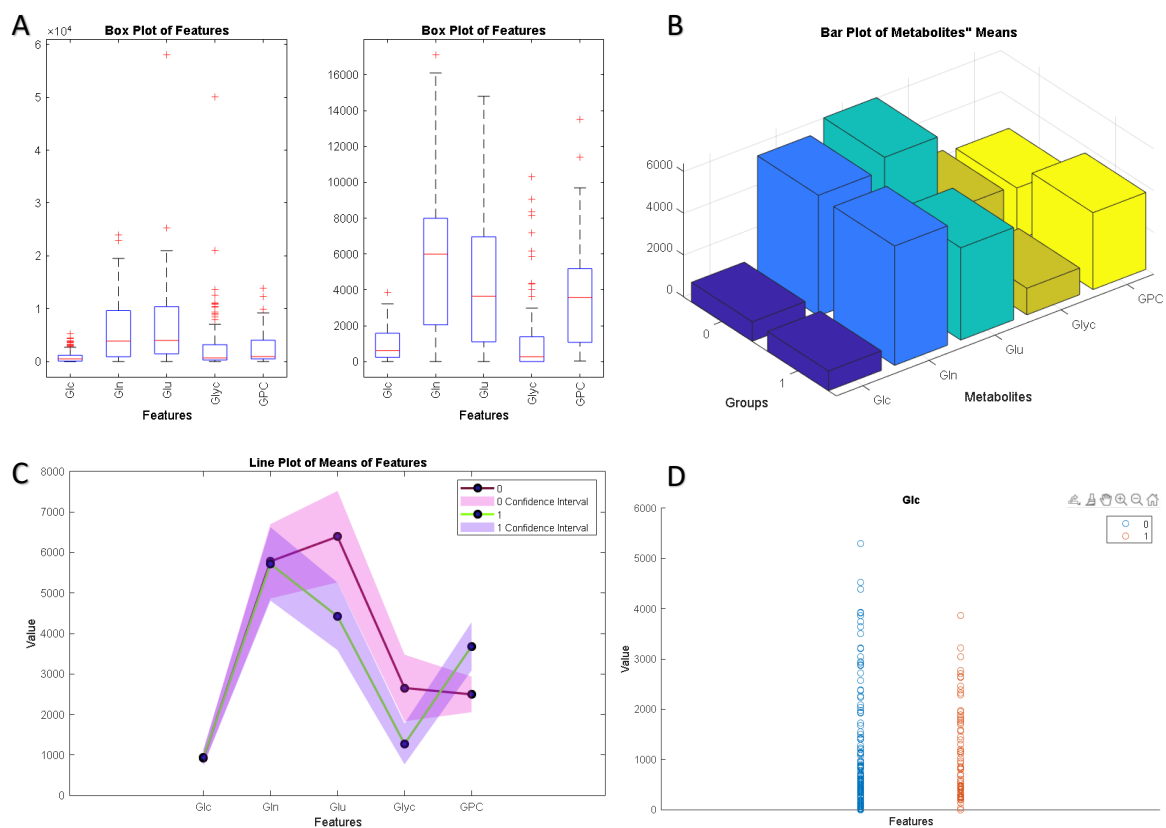 A
Box Plot of Features
×10⁴
6
5
4
3
2
1
0
Glc
Gln
Glu
Glyc
GPC
Features
Box Plot of Features
16000
14000
12000
10000
8000
6000
4000
2000
0
Glc
Gln
Glu
Glyc
GPC
Features
B
Bar Plot of Metabolites'' Means
6000
4000
2000
0
0
1
Groups
Glc
Gln
Glu
Glyc
GPC
Metabolites
C
Line Plot of Means of Features
8000
7000
6000
5000
4000
3000
2000
1000
0
Value
Glc
Gln
Glu
Glyc
GPC
Features
0
0 Confidence Interval
1
1 Confidence Interval
D
Glc
6000
5000
4000
3000
2000
1000
0
Value
Features
0
1